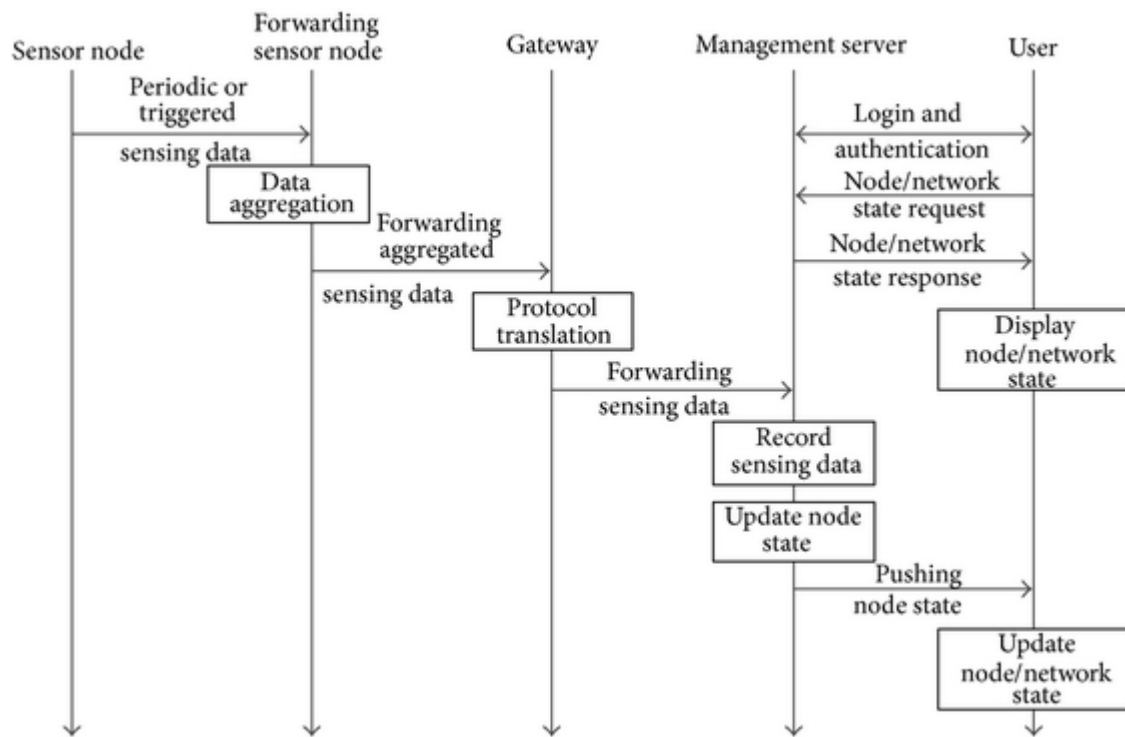 Sensor node
Forwarding
sensor node
Gateway
Management server
User
Periodic or
triggered
sensing data
Data
aggregation
Forwarding
aggregated
sensing data
Protocol
translation
Forwarding
sensing data
Record
sensing data
Update node
state
Login and
authentication
Node/network
state request
Node/network
state response
Display
node/network
state
Pushing
node state
Update
node/network
state